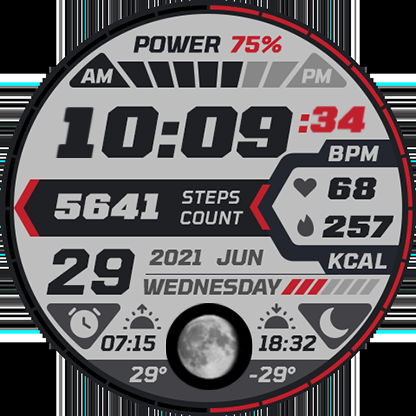 POWER 75%
AM PM
10:09:34
BPM
5641 STEPS COUNT
68
257
KCAL
29 2021 JUN
WEDNESDAY
07:15 18:32
29° -29°